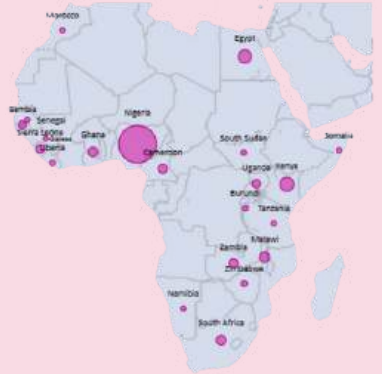 Morocco
Egypt
Gambia
Senegal
Sierra Leone
Liberia
Ghana
Nigeria
Cameroon
South Sudan
Somalia
Uganda
Kenya
Burundi
Tanzania
Zambia
Malawi
Zimbabwe
Namibia
South Africa